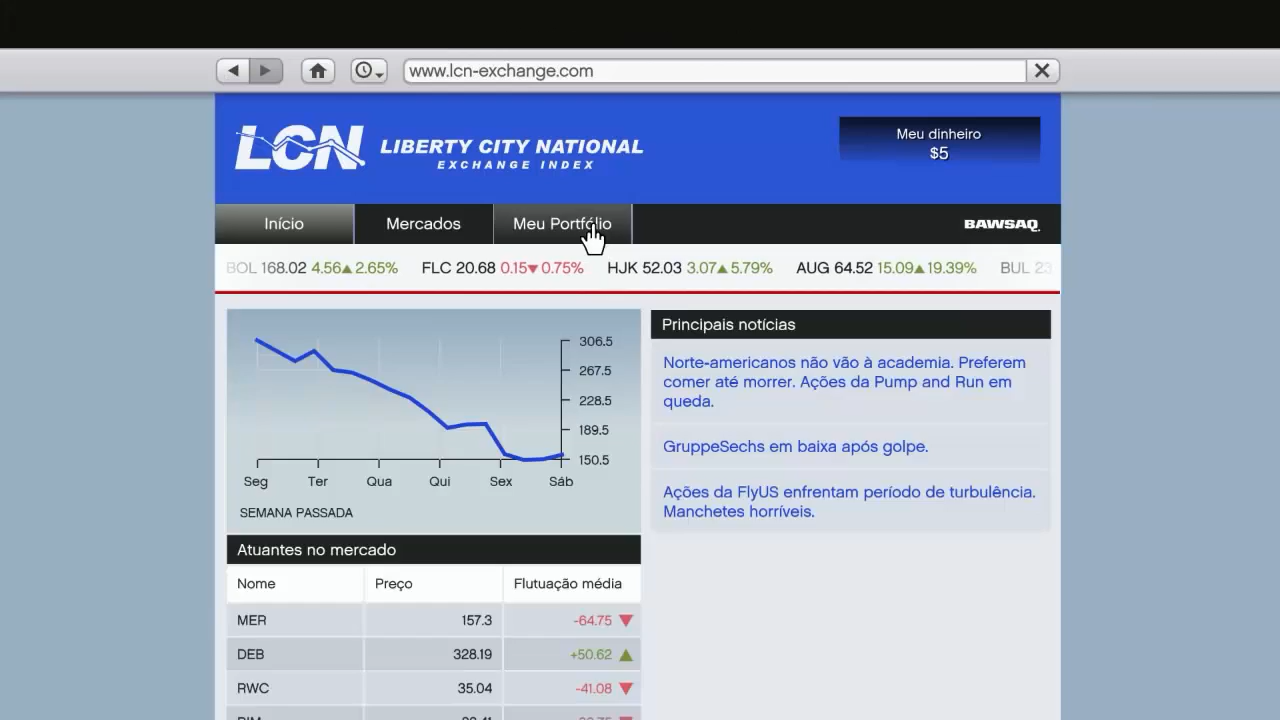 www.lcn-exchange.com
LCN LIBERTY CITY NATIONAL
EXCHANGE INDEX
Meu dinheiro
$5
Início Mercados Meu Portfólio BAWSAQ
BOL 168.02 4.56▲2.65% FLC 20.68 0.15▼0.75% HJK 52.03 3.07▲5.79% AUG 64.52 15.09▲19.39% BUL 23
306.5
267.5
228.5
189.5
150.5
Seg Ter Qua Qui Sex Sáb
SEMANA PASSADA
Principais notícias
Norte-americanos não vão à academia. Preferem
comer até morrer. Ações da Pump and Run em
queda.
GruppeSechs em baixa após golpe.
Ações da FlyUS enfrentam período de turbulência.
Manchetes horríveis.
Atuantes no mercado
Nome Preço Flutuação média
MER 157.3 -64.75 ▼
DEB 328.19 +50.62 ▲
RWC 35.04 -41.08 ▼